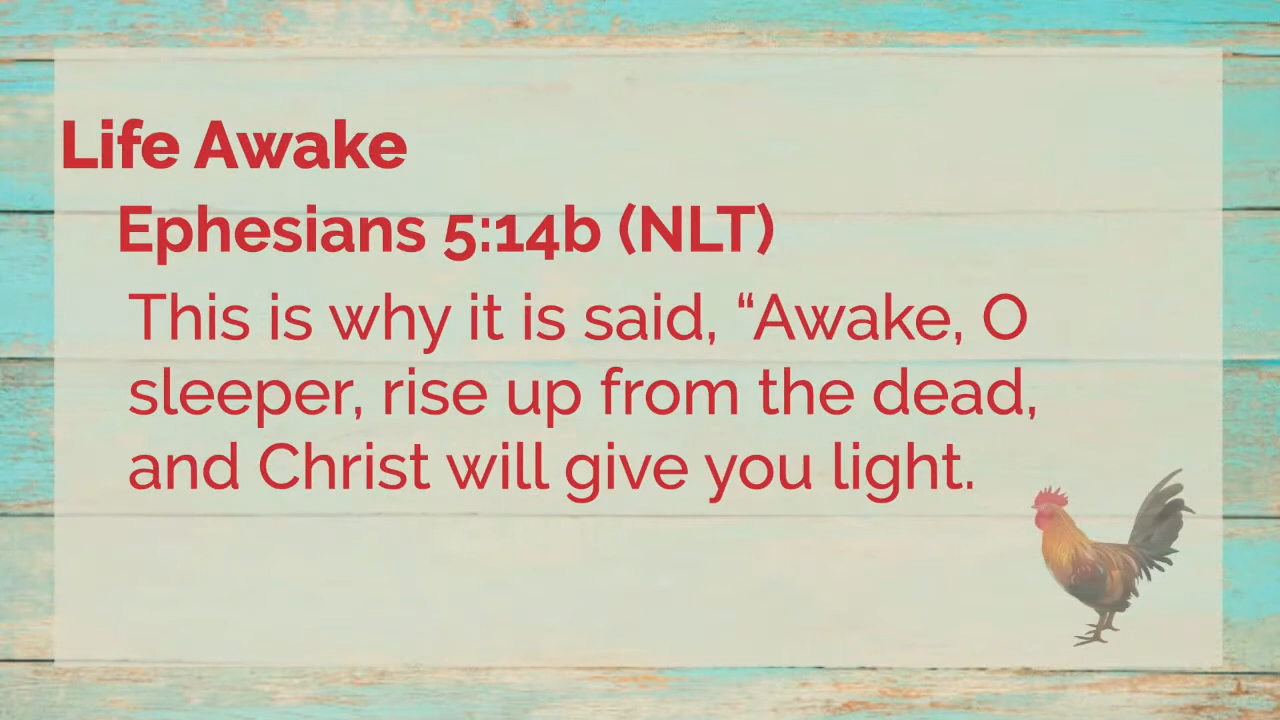 Life Awake
Ephesians 5:14b (NLT)
This is why it is said, “Awake, O
sleeper, rise up from the dead,
and Christ will give you light.